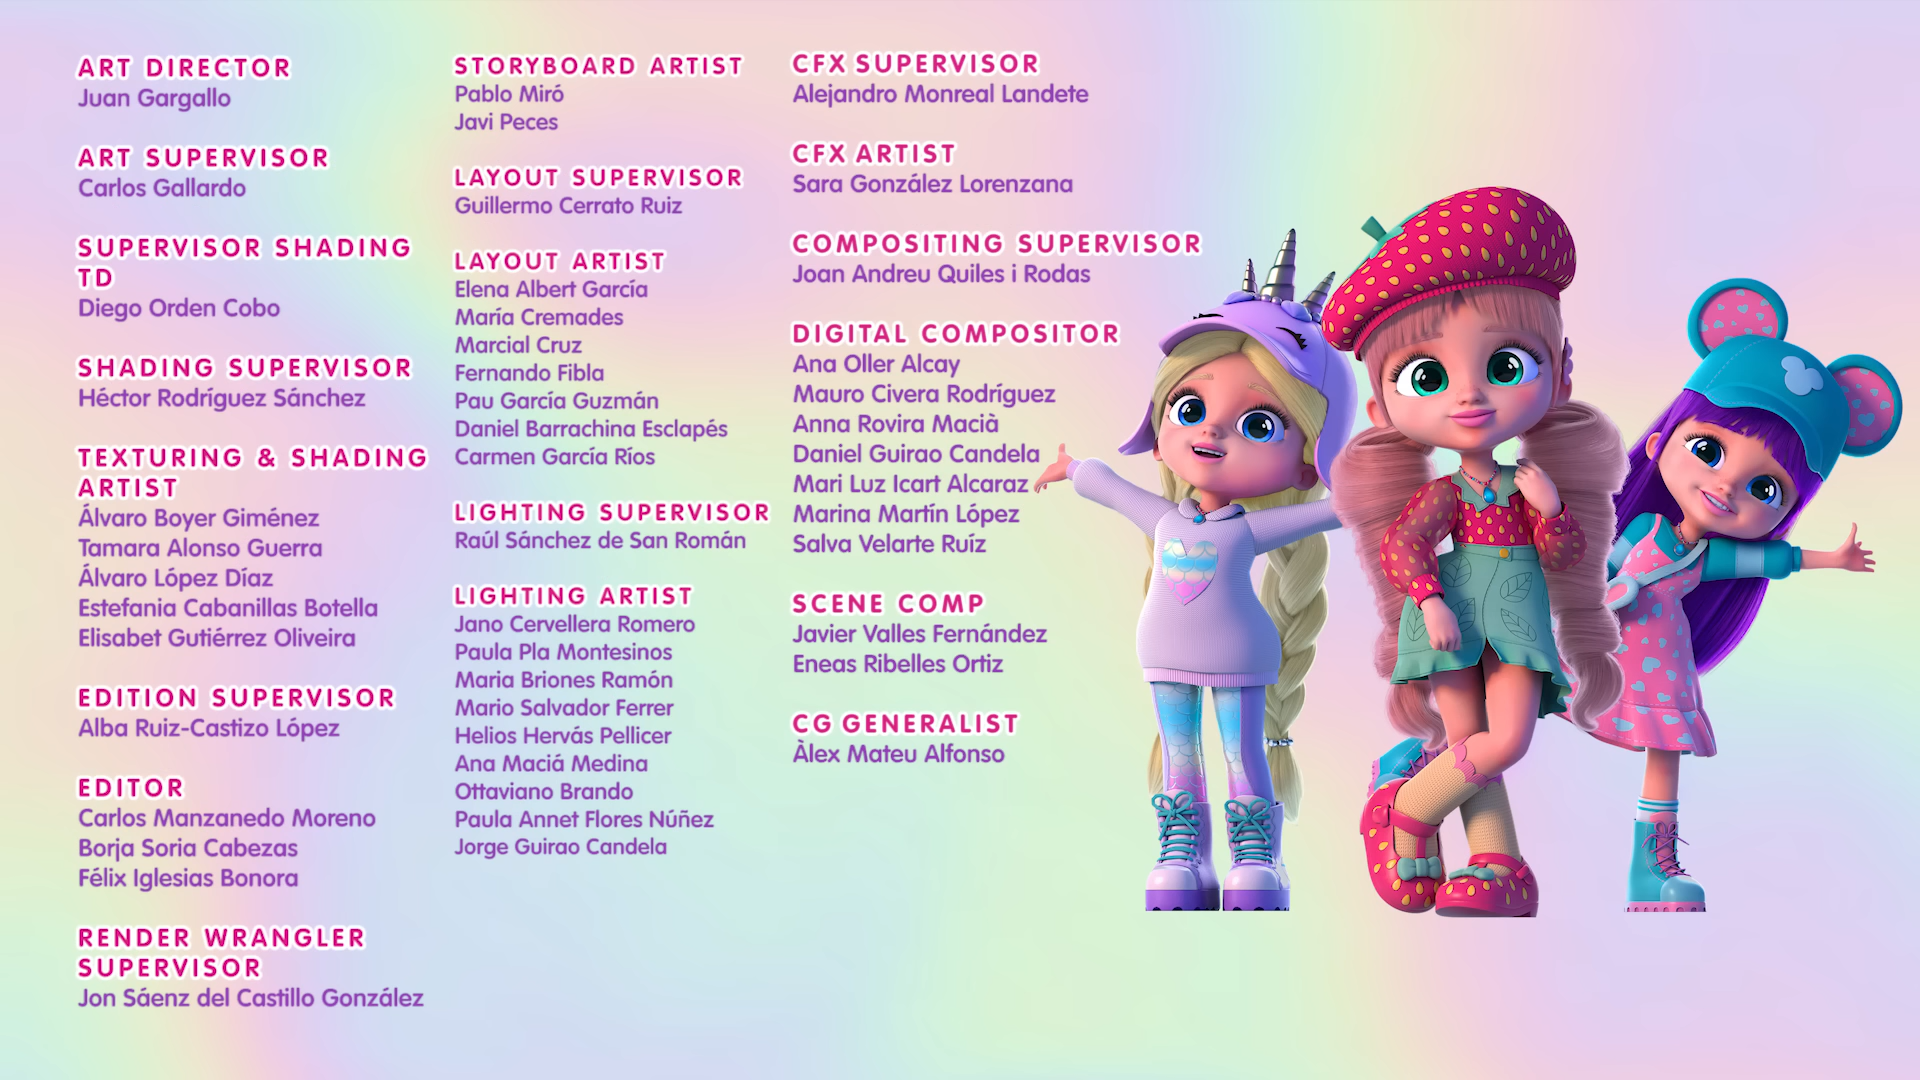 ART DIRECTOR
Juan Gargallo
ART SUPERVISOR
Carlos Gallardo
SUPERVISOR SHADING
TD
Diego Orden Cobo
SHADING SUPERVISOR
Héctor Rodríguez Sánchez
TEXTURING & SHADING
ARTIST
Álvaro Boyer Giménez
Tamara Alonso Guerra
Álvaro López Díaz
Estefania Cabanillas Botella
Elisabet Gutiérrez Oliveira
EDITION SUPERVISOR
Alba Ruiz-Castizo López
EDITOR
Carlos Manzanedo Moreno
Borja Soria Cabezas
Félix Iglesias Bonora
RENDER WRANGLER
SUPERVISOR
Jon Sáenz del Castillo González
STORYBOARD ARTIST
Pablo Miró
Javi Peces
LAYOUT SUPERVISOR
Guillermo Cerrato Ruiz
LAYOUT ARTIST
Elena Albert García
María Cremades
Marcial Cruz
Fernando Fibla
Pau García Guzmán
Daniel Barrachina Esclapés
Carmen García Ríos
LIGHTING SUPERVISOR
Raúl Sánchez de San Román
LIGHTING ARTIST
Jano Cervellera Romero
Paula Pla Montesinos
Maria Briones Ramón
Mario Salvador Ferrer
Helios Hervás Pellicer
Ana Maciá Medina
Ottaviano Brando
Paula Annet Flores Núñez
Jorge Guirao Candela
CFX SUPERVISOR
Alejandro Monreal Landete
CFX ARTIST
Sara González Lorenzana
COMPOSITING SUPERVISOR
Joan Andreu Quiles i Rodas
DIGITAL COMPOSITOR
Ana Oller Alcay
Mauro Civera Rodríguez
Anna Rovira Macià
Daniel Guirao Candela
Mari Luz Icart Alcaraz
Marina Martín López
Salva Velarte Ruíz
SCENE COMP
Javier Valles Fernández
Eneas Ribelles Ortiz
CG GENERALIST
Àlex Mateu Alfonso